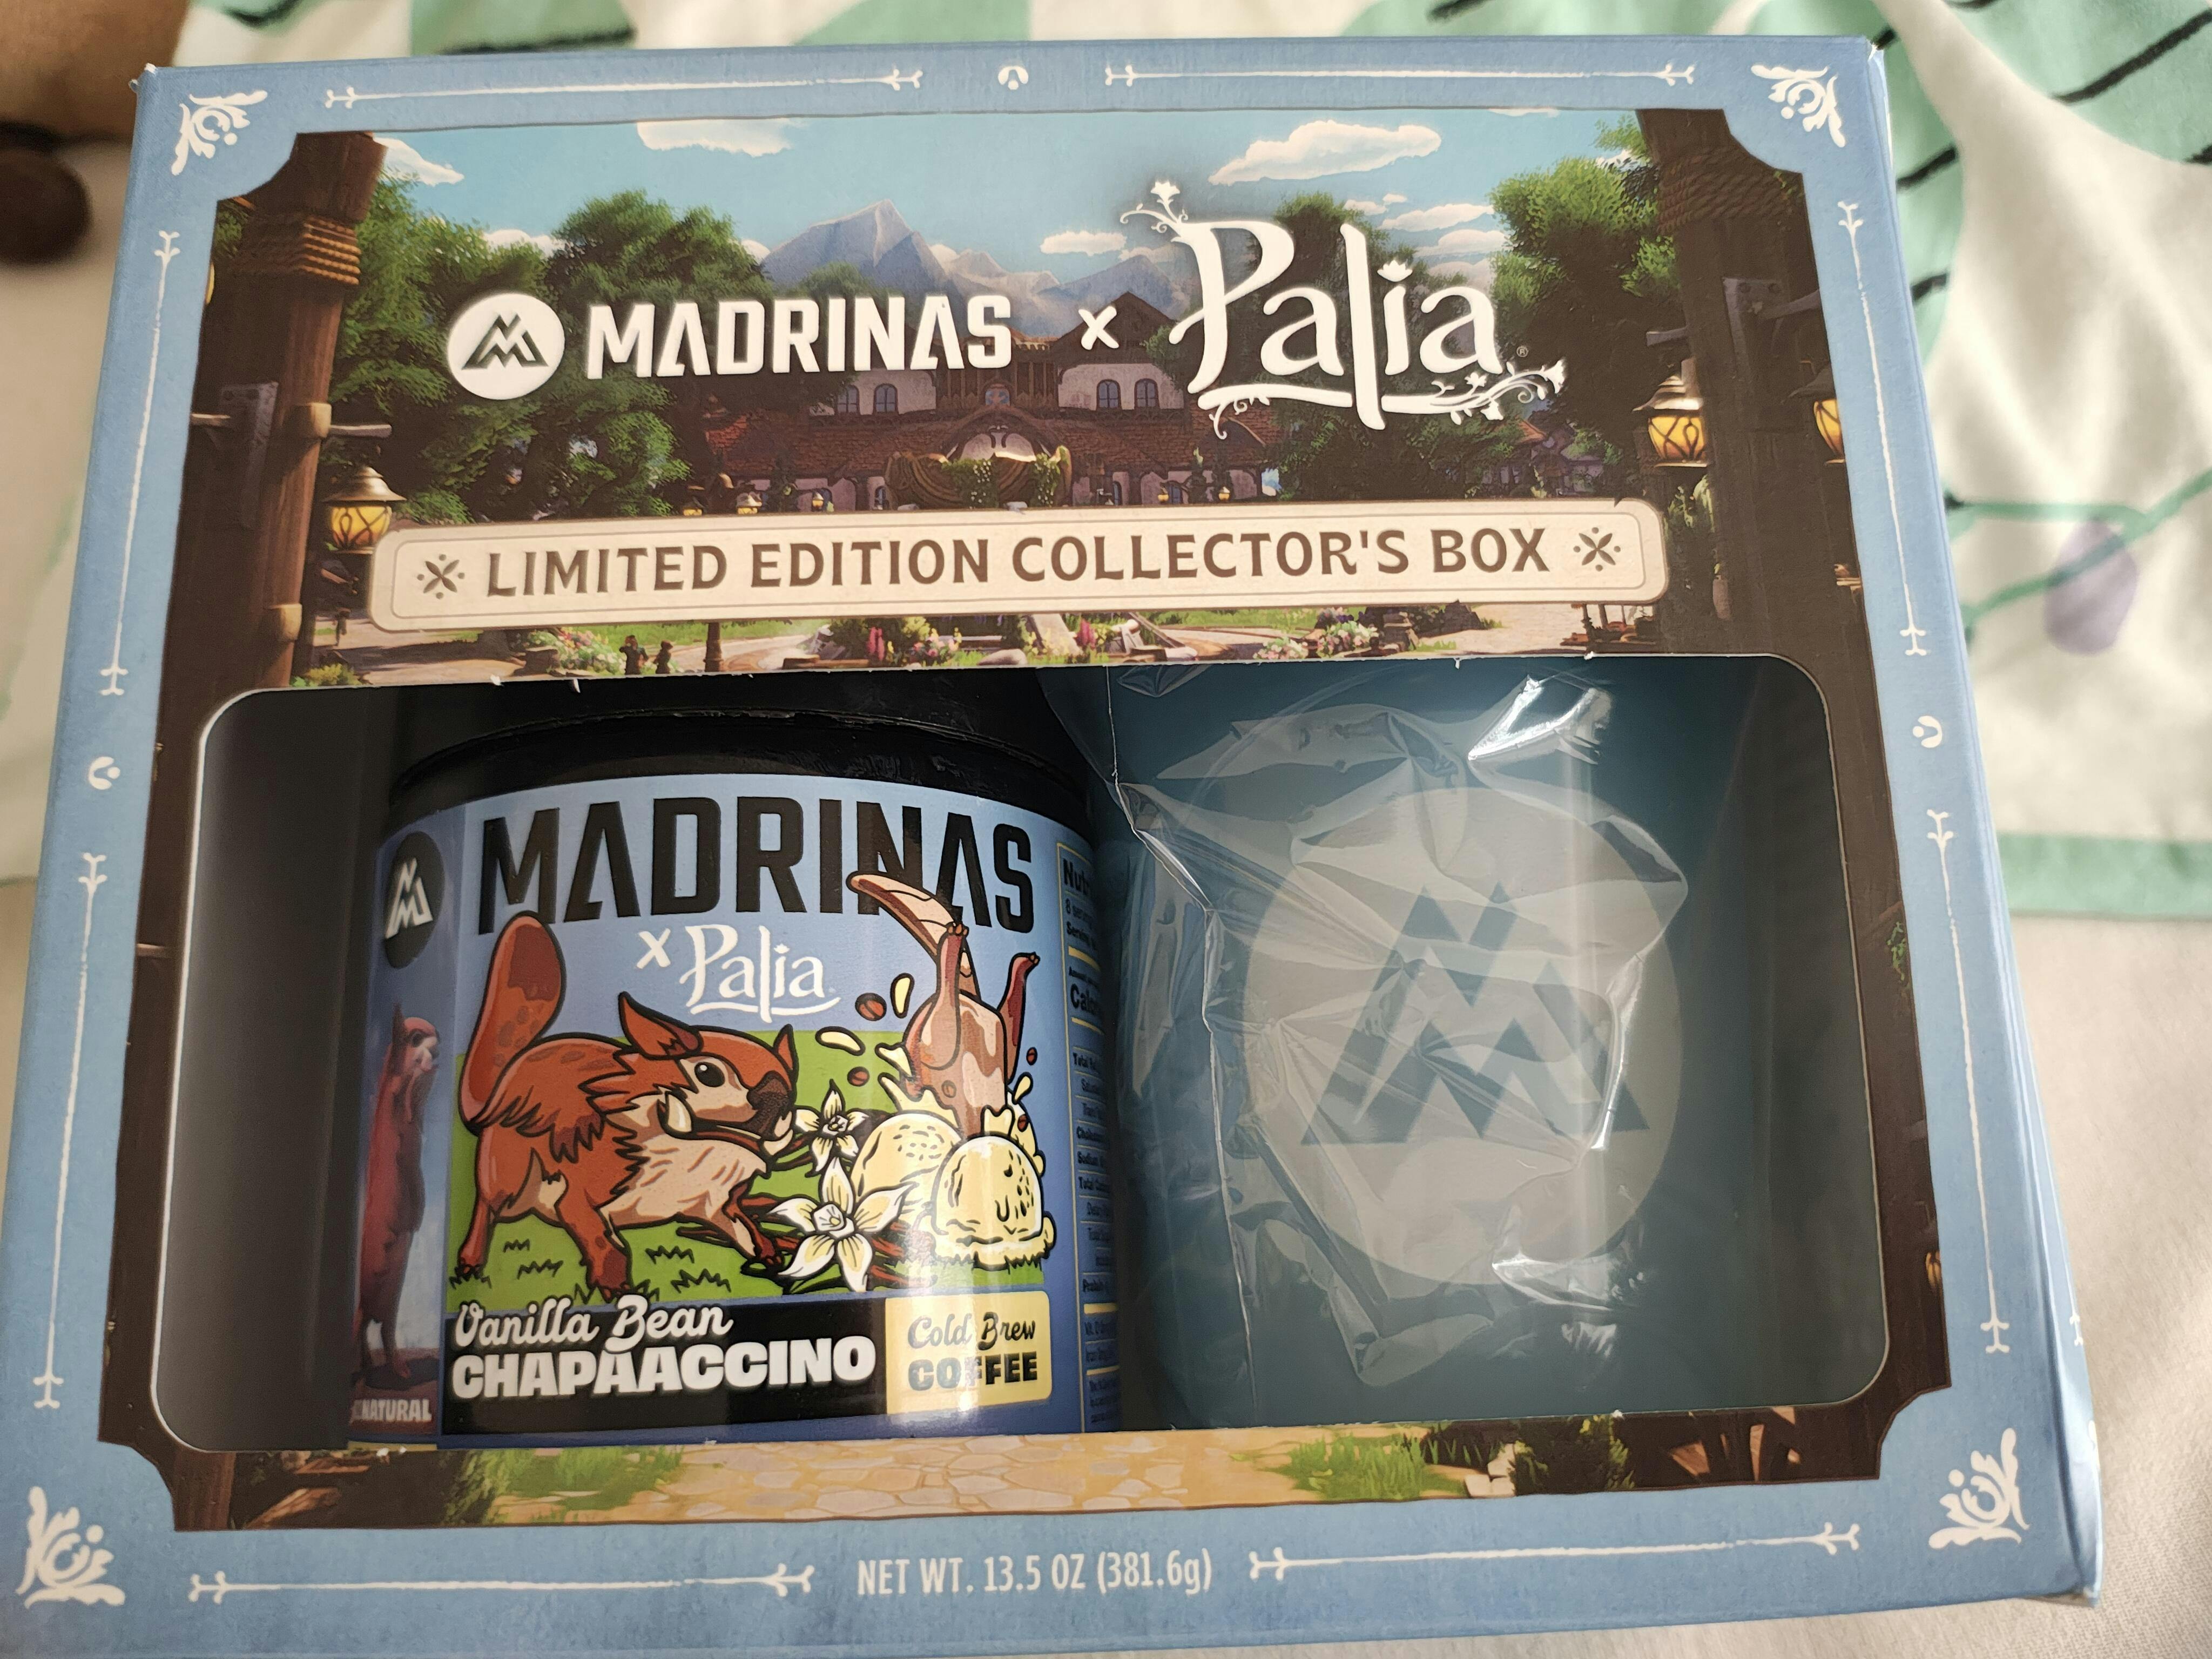 MADRINAS x Palia
LIMITED EDITION COLLECTOR'S BOX
MADRINAS
x Palia
Vanilla Bean
CHAPAACCINO
Cold Brew
COFFEE
NATURAL
NET WT. 13.5 OZ (381.6g)